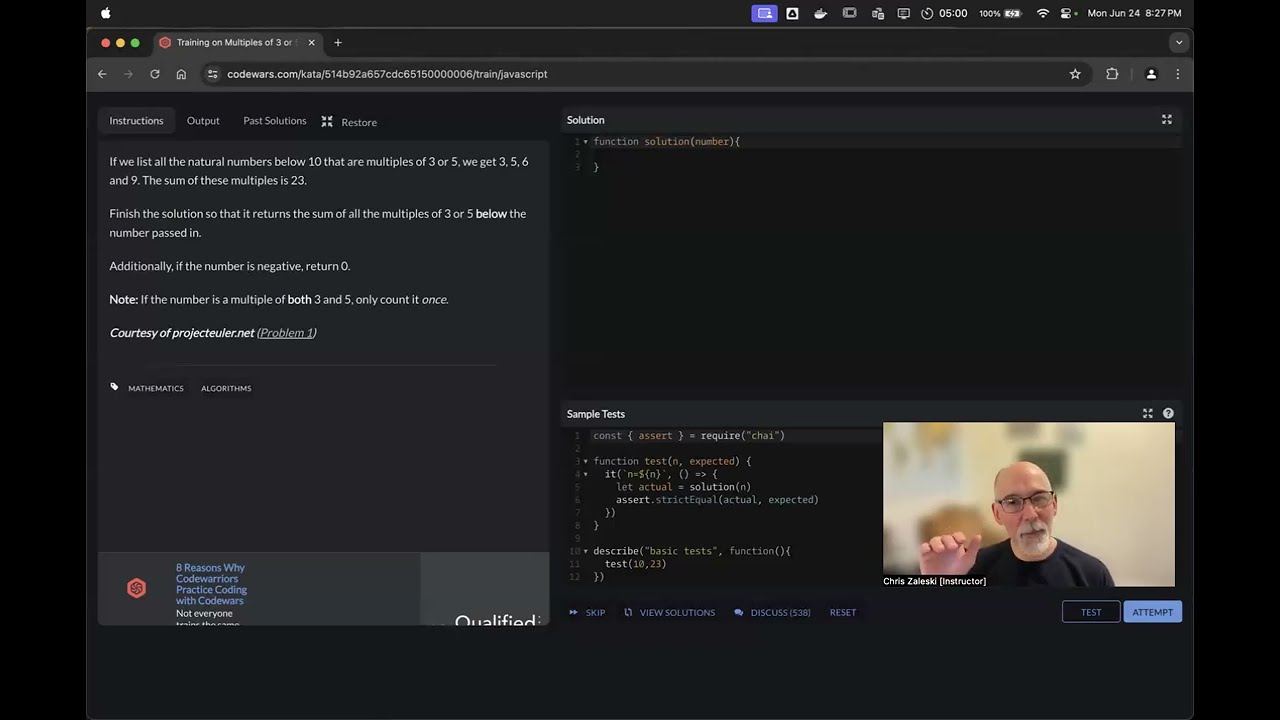 05:00
100%
Mon Jun 24 8:27 PM
Training on Multiples of 3 or
codewars.com/kata/514b92a657cdc65150000006/train/javascript
Instructions
Output
Past Solutions
Restore
If we list all the natural numbers below 10 that are multiples of 3 or 5, we get 3, 5, 6
and 9. The sum of these multiples is 23.
Finish the solution so that it returns the sum of all the multiples of 3 or 5 below the
number passed in.
Additionally, if the number is negative, return 0.
Note: If the number is a multiple of both 3 and 5, only count it once.
Courtesy of projecteuler.net (Problem 1)
MATHEMATICS
ALGORITHMS
8 Reasons Why
Codewarriors
Practice Coding
with Codewars
Not everyone
trains the same
Qualified
Solution
1 function solution(number){
2
3 }
Sample Tests
1 const { assert } = require("chai")
2
3 function test(n, expected) {
4 it(`n=${n}`, () => {
5 let actual = solution(n)
6 assert.strictEqual(actual, expected)
7 })
8 }
9
10 describe("basic tests", function(){
11 test(10,23)
12 })
Chris Zaleski [Instructor]
SKIP
VIEW SOLUTIONS
DISCUSS (538)
RESET
TEST
ATTEMPT